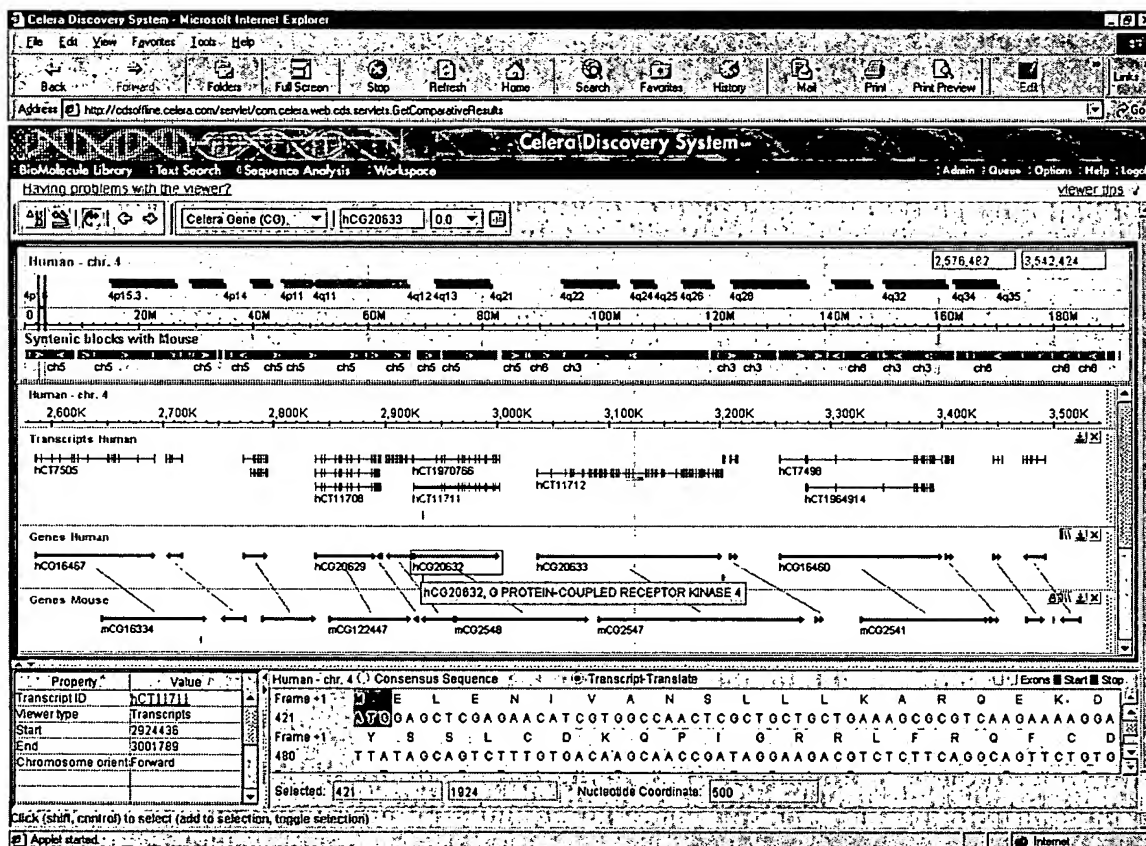 Celera Discovery System - Microsoft Internet Explorer
File Edit View Favorites Tools Help
Back Forward Folders Full Screen Stop Refresh Home Search Favorites History Mail Print Print Preview Edit Links
Address http://cdsoffline.celera.com/servlet/com.celera.web.cds.servlets.GetComparativeResults
Celera Discovery System
BioMolecule Library Text Search Sequence Analysis Workspace Admin Queue Options Help
Having problems with the viewer? viewer tips
Celera Gene (CG) hCG20633 0.0
Human - chr. 4 2,576,482 3,542,424
4p15.3 4p14 4p11 4q11 4q12 4q13 4q21 4q22 4q24 4q25 4q26 4q28 4q32 4q34 4q35
0 20M 40M 60M 80M 100M 120M 140M 160M 180M
Syntenic blocks with Mouse
ch5 ch5 ch5 ch5 ch5 ch5 ch5 ch5 ch5 ch5 ch6 ch3 ch3 ch3 ch8 ch3 ch8 ch8
Human - chr. 4
2,600K 2,700K 2,800K 2,900K 3,000K 3,100K 3,200K 3,300K 3,400K 3,500K
Transcripts Human
hCT7505 hCT1970766 hCT7498
hCT11708 hCT11711 hCT11712 hCT1964914
Genes Human
hCG16467 hCG20629 hCG20632 hCG20633 hCG16460
hCG20632, G PROTEIN-COUPLED RECEPTOR KINASE 4
Genes Mouse
mCG16334 mCG122447 mCG2548 mCG2547 mCG2541
Property Value
Transcript ID hCT11711
Viewer type Transcripts
Start 2924436
End 3001789
Chromosome orient Forward
Human - chr. 4 Consensus Sequence Transcript-Translate Exons Start Stop
Frame +1 M E L E N I V A N S L L L K A R Q E K D
421 ATGGAGCTCGAGAACATCGTGGCCAACTCGCTGCTGCTGAAAGCGCGTCAAGAAAAGGA
Frame +1 Y S S L C D K Q P I G R R L F R Q F C D
480 TTATAGCAGTCTTTGTGACAAGCAACCGATAGGAAGACGTCTCTTCAGGCAGTTCTGTG
Selected: 421 1924 Nucleotide Coordinate: 500
Click (shift, control) to select (add to selection, toggle selection)
Applet started. Internet